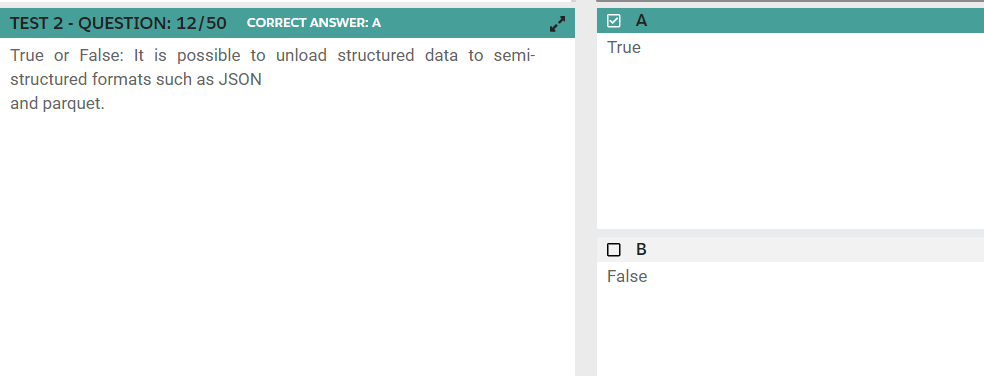 TEST 2 - QUESTION: 12/50 CORRECT ANSWER: A
True or False: It is possible to unload structured data to semi-
structured formats such as JSON
and parquet.
A
True
B
False